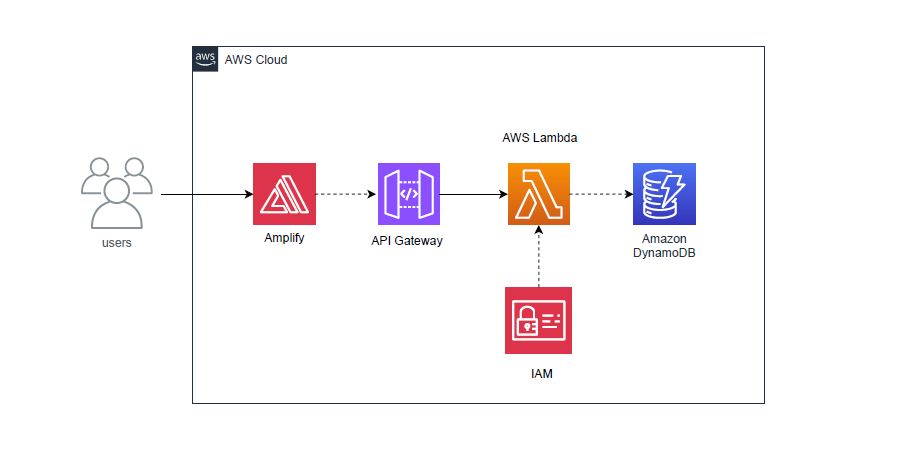 aws
AWS Cloud
AWS Lambda
</>
users
Amplify
API Gateway
Amazon
DynamoDB
IAM